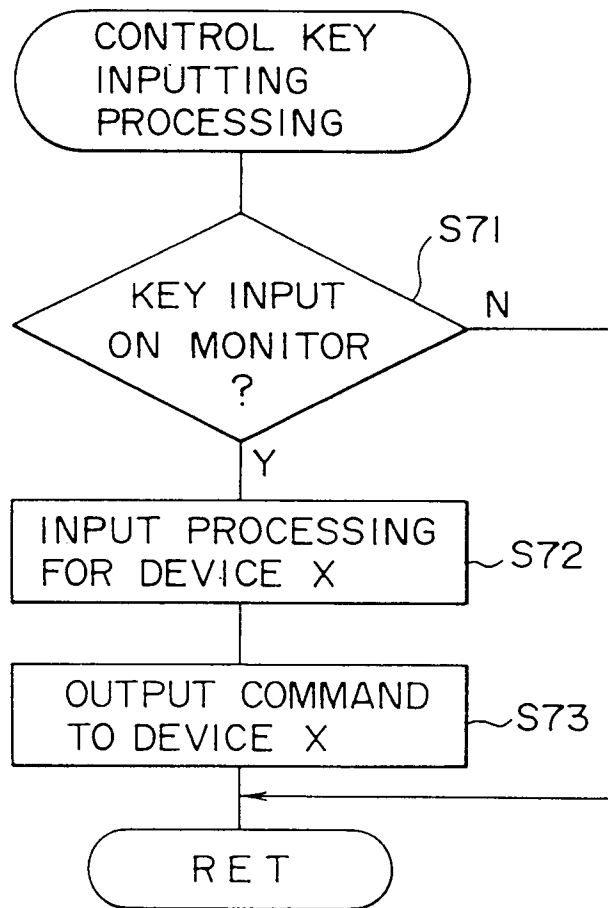 CONTROL KEY
INPUTTING
PROCESSING
S71
KEY INPUT
ON MONITOR
?
N
Y
INPUT PROCESSING
FOR DEVICE X
S72
OUTPUT COMMAND
TO DEVICE X
S73
RET